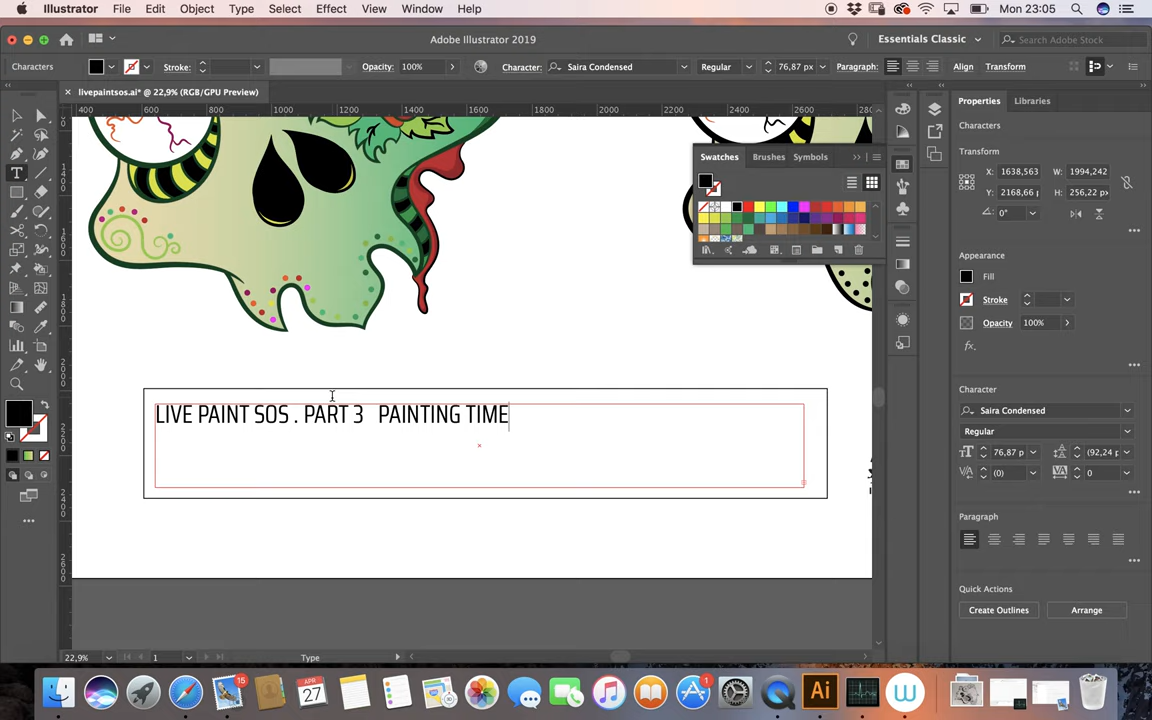 Illustrator File Edit Object Type Select Effect View Window Help
Mon 23:05
Adobe Illustrator 2019
Essentials Classic
Search Adobe Stock
Characters
Stroke:
Opacity: 100%
Character: Saira Condensed
Regular
76,87 px
Paragraph:
Align
Transform
livepaintsos.ai* @ 22,9% (RGB/GPU Preview)
400 600 800 1000 1200 1400 1600 1800 2000 2200 2400 2600
Swatches Brushes Symbols
Properties Libraries
Characters
Transform
X: 1638,563 W: 1994,242
Y: 2168,66 H: 256,22 px
0°
Appearance
Fill
Stroke
Opacity 100%
fx.
Character
Saira Condensed
Regular
76,87 p (92,24 p
(0) 0
Paragraph
Quick Actions
Create Outlines Arrange
LIVE PAINT SOS . PART 3 PAINTING TIME
22,9% 1 Type
27
15
1
Ai